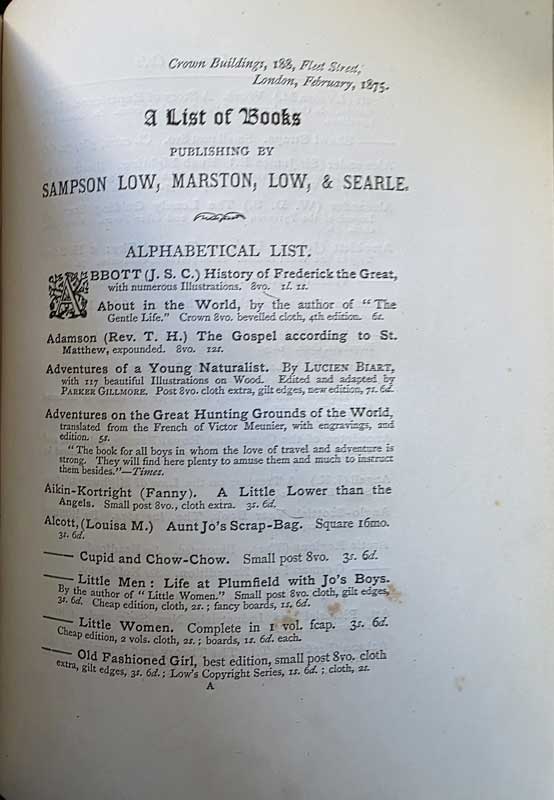 Crown Buildings, 188, Fleet Street,
London, February, 1875.
A List of Books
PUBLISHING BY
SAMPSON LOW, MARSTON, LOW, & SEARLE.
ALPHABETICAL LIST.
ABBOTT (J. S. C.) History of Frederick the Great,
with numerous Illustrations. 8vo. 1l. 1s.
About in the World, by the author of "The
Gentle Life." Crown 8vo. bevelled cloth, 4th edition. 6s.
Adamson (Rev. T. H.) The Gospel according to St.
Matthew, expounded. 8vo. 12s.
Adventures of a Young Naturalist. By LUCIEN BIART,
with 117 beautiful Illustrations on Wood. Edited and adapted by
PARKER GILLMORE. Post 8vo. cloth extra, gilt edges, new edition, 7s. 6d.
Adventures on the Great Hunting Grounds of the World,
translated from the French of Victor Meunier, with engravings, 2nd
edition. 5s.
"The book for all boys in whom the love of travel and adventure is
strong. They will find here plenty to amuse them and much to instruct
them besides."—Times.
Aikin-Kortright (Fanny). A Little Lower than the
Angels. Small post 8vo., cloth extra. 3s. 6d.
Alcott, (Louisa M.) Aunt Jo's Scrap-Bag. Square 16mo.
3s. 6d.
—— Cupid and Chow-Chow. Small post 8vo. 3s. 6d.
—— Little Men: Life at Plumfield with Jo's Boys.
By the author of "Little Women." Small post 8vo. cloth, gilt edges,
3s. 6d. Cheap edition, cloth, 2s.; fancy boards, 1s. 6d.
—— Little Women. Complete in 1 vol. fcap. 3s. 6d.
Cheap edition, 2 vols. cloth, 2s.; boards, 1s. 6d. each.
—— Old Fashioned Girl, best edition, small post 8vo. cloth
extra, gilt edges, 3s. 6d.; Low's Copyright Series, 1s. 6d.; cloth, 2s.
A